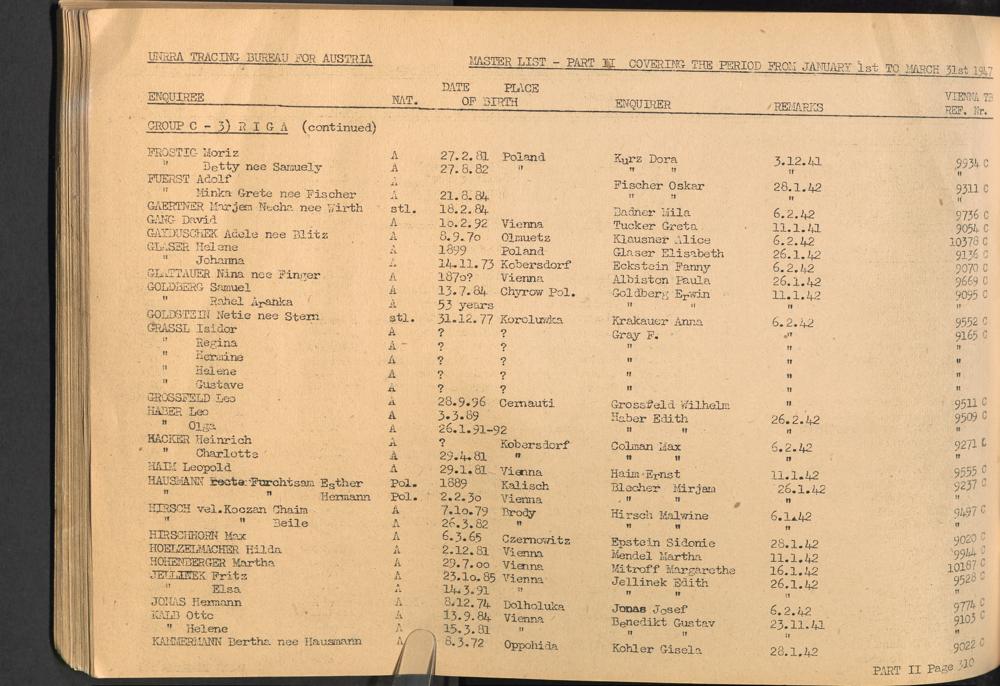 UNRRA TRACING BUREAU FOR AUSTRIA MASTER LIST - PART II COVERING THE PERIOD FROM JANUARY 1st TO MARCH 31st 1947
ENQUIREE NAT. DATE PLACE OF BIRTH ENQUIRER REMARKS VIENNA TB REF. Nr.
GROUP C - 3) R I G A (continued)
FROSTIG Moriz A 27.2.81 Poland Kurz Dora 3.12.41 9934 C
" Betty nee Samuely A 27.8.82 " " " "
FUERST Adolf A Fischer Oskar 28.1.42 9311 C
" Minka Grete nee Fischer A 21.8.84 " " " "
GAERTNER Marjem Necha nee Wirth stl. 18.2.84 Badner Mila 6.2.42 9736 C
GANG David A 1o.2.92 Vienna Tucker Greta 11.1.41 9054 C
GAYDUSCHEK Adele nee Blitz A 8.9.7o Olmuetz Klausner Alice 6.2.42 10378 C
GLASER Helene A 1899 Poland Glaser Elisabeth 26.1.42 9136 C
" Johanna A 14.11.73 Kobersdorf Eckstein Fanny 6.2.42 9070 C
GLATTAUER Nina nee Finger A 187o? Vienna Albiston Paula 26.1.42 9669 C
GOLDBERG Samuel A 13.7.84 Chyrow Pol. Goldberg Erwin 11.1.42 9095 C
" Rahel Aranka A 53 years " " " "
GOLDSTEIN Netie nee Stern stl. 31.12.77 Koroluwka Krakauer Anna 6.2.42 9552 C
GRASSL Isidor A ? ? Gray F. " 9165 C
" Regina A ? ? " " "
" Hermine A ? ? " " "
" Helene A ? ? " " "
" Gustave A ? ? " " "
GROSSFELD Leo A 28.9.96 Cernauti Grossfeld Wilhelm " 9511 C
HABER Leo A 3.3.89 Haber Edith 26.2.42 9509 C
" Olga A 26.1.91-92 " " " "
HACKER Heinrich A ? Kobersdorf Colman Max 6.2.42 9271 C
" Charlotte A 29.4.81 " " " " "
HAIM Leopold A 29.1.81 Vienna Haim Ernst 11.1.42 9555 C
HAUSMANN recte Furchtsam Esther Pol. 1889 Kalisch Blecher Mirjam 26.1.42 9237 C
" " Hermann Pol. 2.2.3o Vienna " " " "
HIRSCH vel.Koczan Chaim A 7.1o.79 Brody Hirsch Malwine 6.1.42 9497 C
" " Beile A 26.3.82 " " " " "
HIRSCHHORN Max A 6.3.65 Czernowitz Epstein Sidonie 28.1.42 9020 C
HOELZELMACHER Hilda A 2.12.81 Vienna Mendel Martha 11.1.42 9944 C
HOHENBERGER Martha A 29.7.oo Vienna Mitroff Margarethe 16.1.42 10187 C
JELLINEK Fritz A 23.1o.85 Vienna Jellinek Edith 26.1.42 9528 C
" Elsa A 14.3.91 " " " " "
JONAS Hermann A 8.12.74 Dolholuka Jonas Josef 6.2.42 9774 C
KALB Otto A 13.9.84 Vienna Benedikt Gustav 23.11.41 9103 C
" Helene A 15.3.81 " " " " "
KAMMERMANN Bertha nee Hausmann A 8.3.72 Oppohida Kohler Gisela 28.1.42 9022 C
PART II Page 310